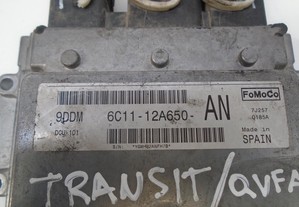 FoMoCo
9DDM 6C11-12A650- AN
DCU-101
Made in
SPAIN
TRANSIT/QVFA